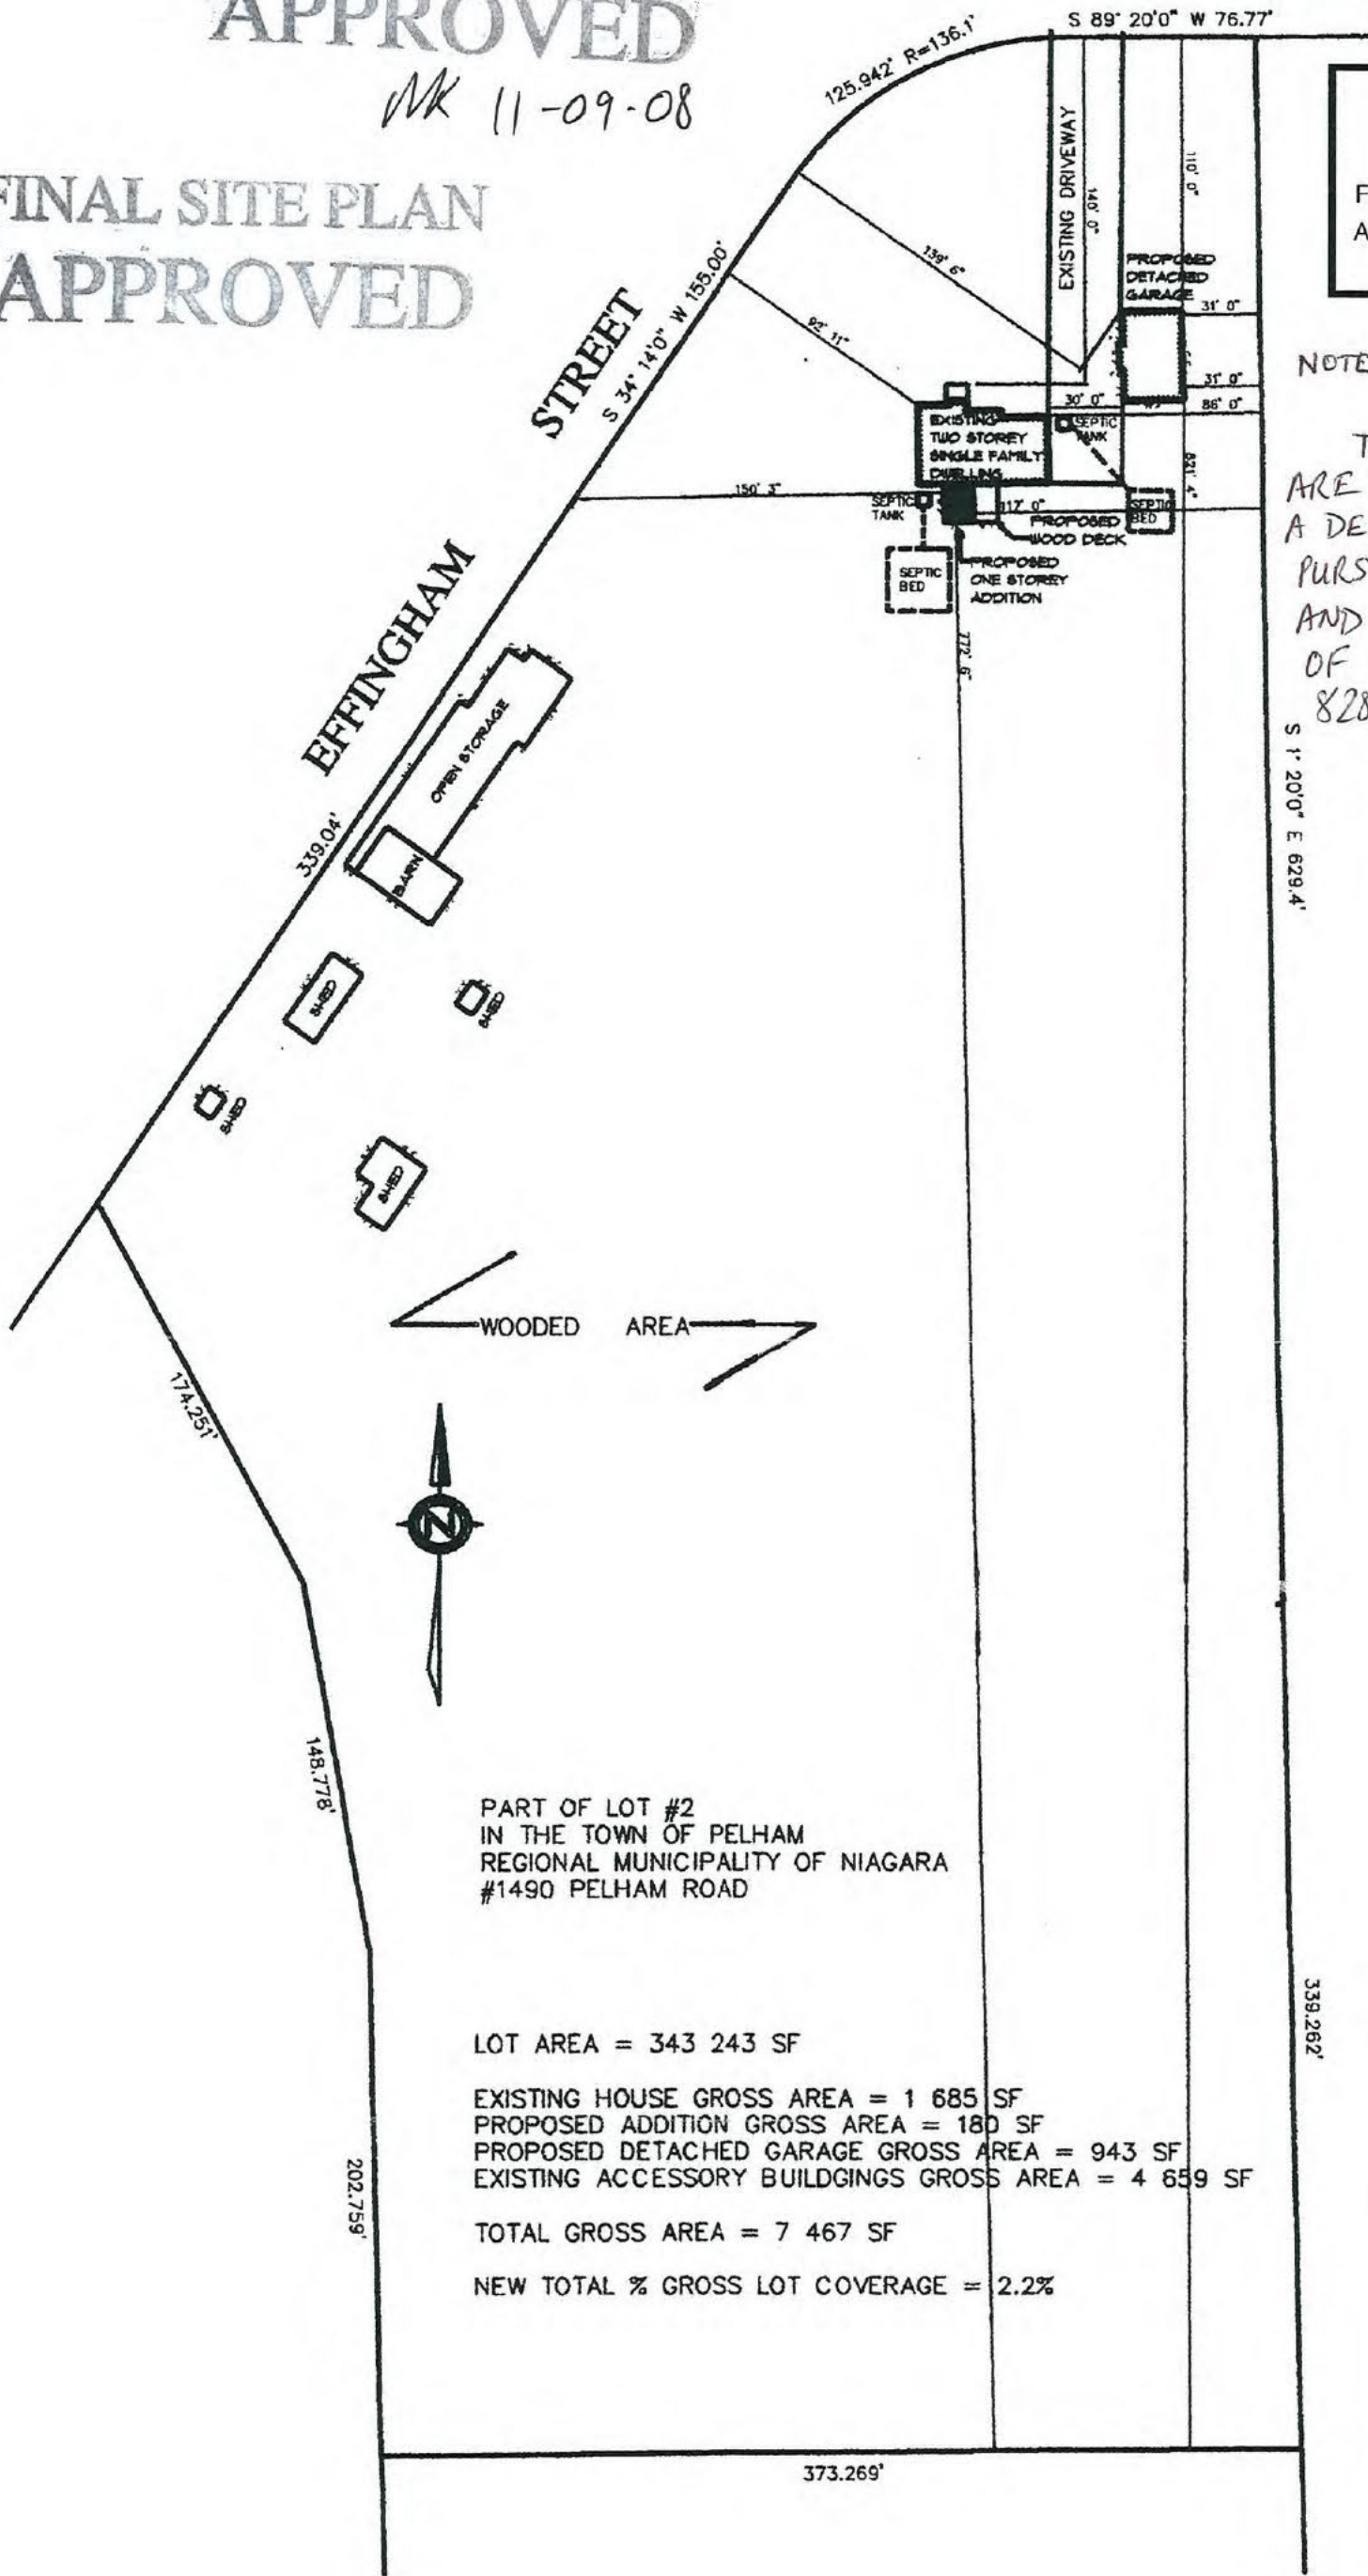 APPROVED
11-09-08
FINAL SITE PLAN
APPROVED
S 89° 20'0" W 76.77'
125.942' R=136.1'
EXISTING DRIVEWAY
140' 0"
110' 0"
F
A
139' 6"
PROPOSED
DETACHED
GARAGE
31' 0"
92' 11"
STREET
S 34° 14'0" W 155.00'
NOTE
31' 0"
30' 0"
86' 0"
EXISTING
TWO STOREY
SINGLE FAMILY
DWELLING
SEPTIC
TANK
821' 4"
T
ARE
A DE
PURS
AND
OF
828
150' 3"
SEPTIC
TANK
117' 0"
PROPOSED
WOOD DECK
SEPTIC
BED
SEPTIC
BED
PROPOSED
ONE STOREY
ADDITION
772' 6"
EFFINGHAM
OPEN STORAGE
S 1° 20'0" E 629.4'
339.04'
BARN
SHED
SHED
SHED
SHED
WOODED AREA
174.251'
N
148.778'
PART OF LOT #2
IN THE TOWN OF PELHAM
REGIONAL MUNICIPALITY OF NIAGARA
#1490 PELHAM ROAD
339.262'
LOT AREA = 343 243 SF
EXISTING HOUSE GROSS AREA = 1 685 SF
PROPOSED ADDITION GROSS AREA = 180 SF
PROPOSED DETACHED GARAGE GROSS AREA = 943 SF
EXISTING ACCESSORY BUILDGINGS GROSS AREA = 4 659 SF
202.759'
TOTAL GROSS AREA = 7 467 SF
NEW TOTAL % GROSS LOT COVERAGE = 2.2%
373.269'